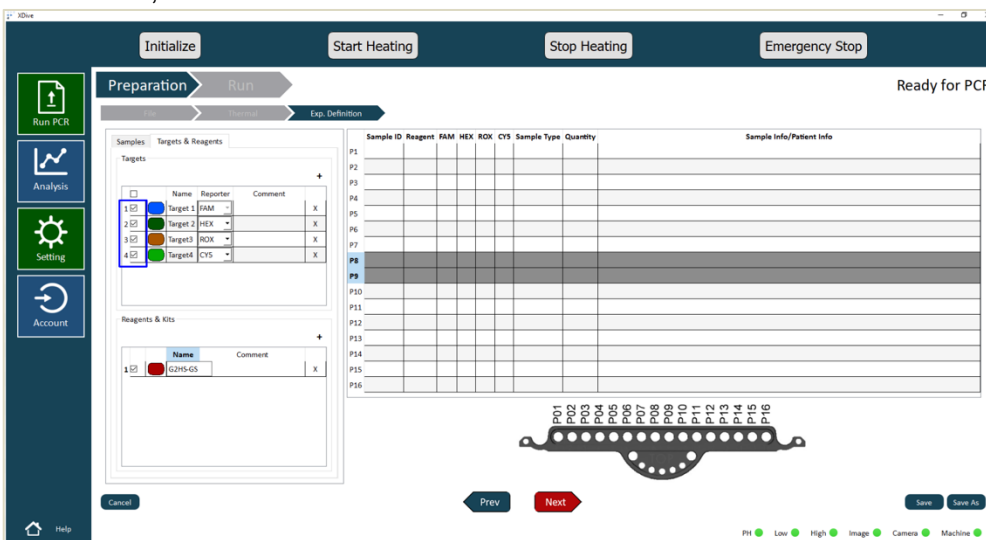 XDive
Initialize
Start Heating
Stop Heating
Emergency Stop
Preparation
Run
Ready for PCR
File
Thermal
Exp. Definition
Run PCR
Analysis
Setting
Account
Help
Samples Targets & Reagents
Targets
+
Name Reporter Comment
1 Target 1 FAM X
2 Target 2 HEX X
3 Target3 ROX X
4 Target4 CY5 X
Reagents & Kits
+
Name Comment
1 G2HS-GS X
Sample ID Reagent FAM HEX ROX CY5 Sample Type Quantity Sample Info/Patient Info
P1
P2
P3
P4
P5
P6
P7
P8
P9
P10
P11
P12
P13
P14
P15
P16
P01 P02 P03 P04 P05 P06 P07 P08 P09 P10 P11 P12 P13 P14 P15 P16
Cancel
Prev
Next
Save
Save As
PH Low High Image Camera Machine